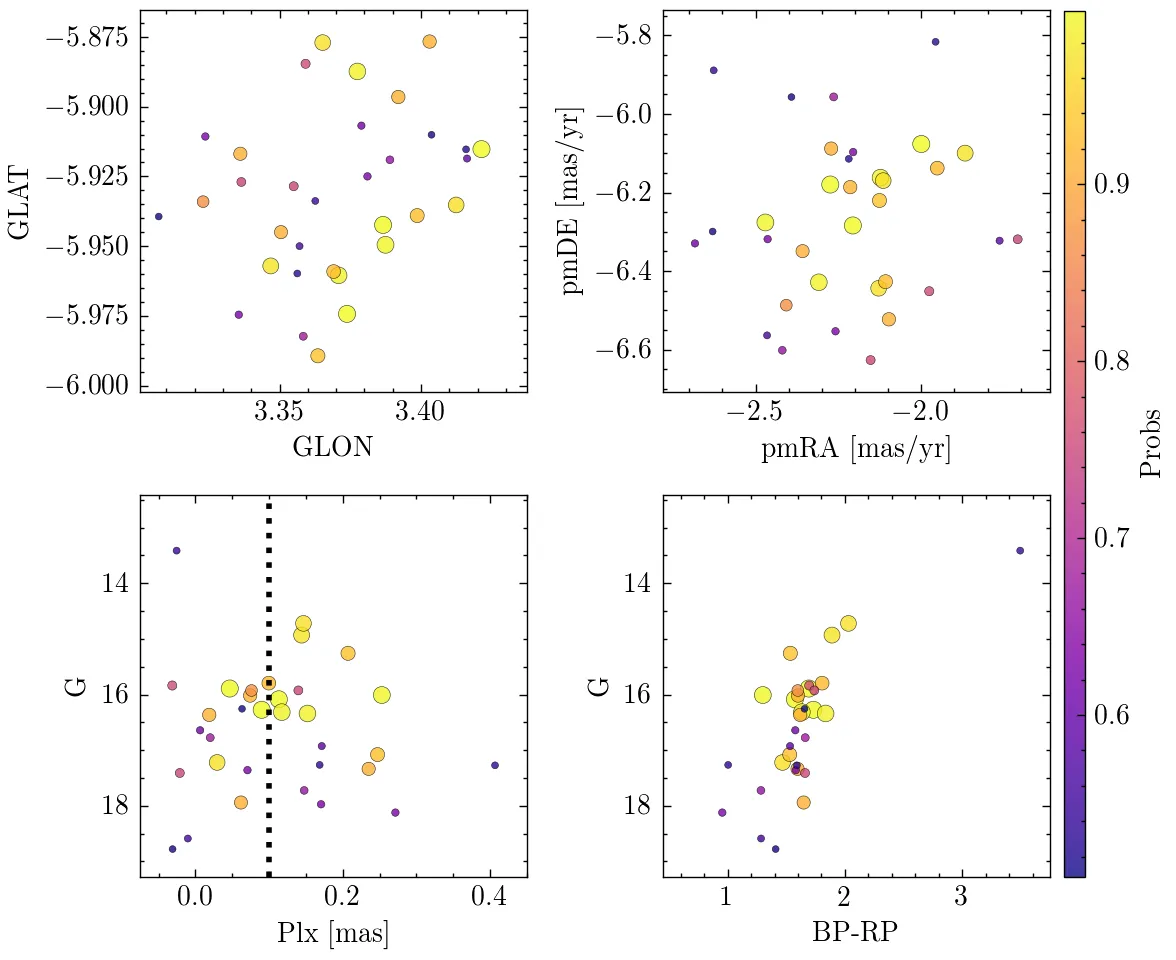 −5.875
−5.900
−5.925
−5.950
−5.975
−6.000
GLAT
3.35 3.40
GLON
−5.8
−6.0
−6.2
−6.4
−6.6
pmDE [mas/yr]
−2.5 −2.0
pmRA [mas/yr]
14
16
18
G
0.0 0.2 0.4
Plx [mas]
14
16
18
G
1 2 3
BP-RP
0.9
0.8
0.7
0.6
Probs